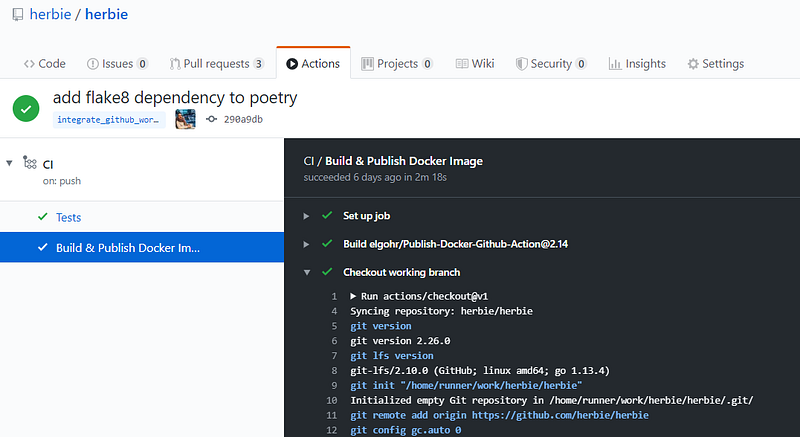 herbie / herbie
Code Issues 0 Pull requests 3 Actions Projects 0 Wiki Security 0 Insights Settings
add flake8 dependency to poetry
integrate_github_wor... 290a9db
CI
on: push
Tests
Build & Publish Docker Im...
CI / Build & Publish Docker Image
succeeded 6 days ago in 2m 18s
Set up job
Build elgohr/Publish-Docker-Github-Action@2.14
Checkout working branch
1 Run actions/checkout@v1
4 Syncing repository: herbie/herbie
5 git version
6 git version 2.26.0
7 git lfs version
8 git-lfs/2.10.0 (GitHub; linux amd64; go 1.13.4)
9 git init "/home/runner/work/herbie/herbie"
10 Initialized empty Git repository in /home/runner/work/herbie/herbie/.git/
11 git remote add origin https://github.com/herbie/herbie
12 git config gc.auto 0